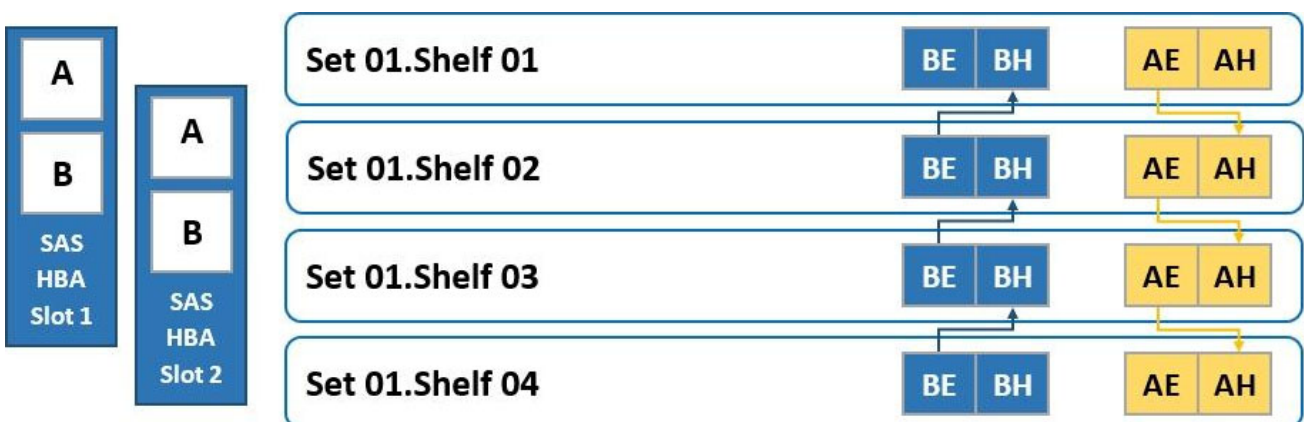 A
B
SAS
HBA
Slot 1
A
B
SAS
HBA
Slot 2
Set 01.Shelf 01 BE BH AE AH
Set 01.Shelf 02 BE BH AE AH
Set 01.Shelf 03 BE BH AE AH
Set 01.Shelf 04 BE BH AE AH